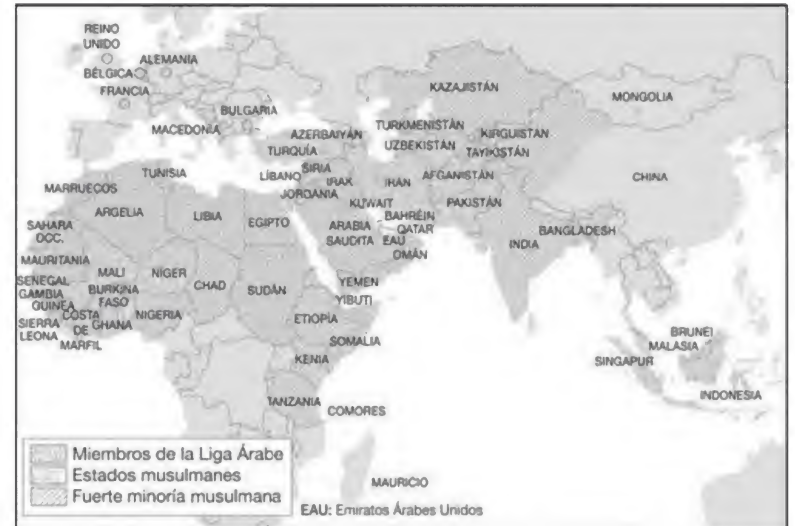 REINO
UNIDO
ALEMANIA
BÉLGICA
FRANCIA
BULGARIA
MACEDONIA
KAZAJISTÁN
MONGOLIA
AZERBAIYÁN
TURKMENISTÁN
KIRGUISTÁN
TURQUÍA
UZBEKISTÁN
TAYIKISTÁN
TUNISIA
LÍBANO
SIRIA
IRAK
IRÁN
AFGANISTÁN
CHINA
MARRUECOS
JORDANIA
KUWAIT
PAKISTÁN
ARGELIA
LIBIA
EGIPTO
BAHRÉIN
QATAR
BANGLADESH
SAHARA
OCC.
ARABIA
SAUDITA
EAU
INDIA
OMÁN
MAURITANIA
MALI
NÍGER
CHAD
SUDÁN
YEMEN
SENEGAL
GAMBIA
BURKINA
FASO
YIBUTI
GUINEA
COSTA
DE
MARFIL
GHANA
NIGERIA
ETIOPÍA
SIERRA
LEONA
SOMALIA
BRUNEI
MALASIA
SINGAPUR
KENIA
INDONESIA
TANZANIA
COMORES
Miembros de la Liga Árabe
Estados musulmanes
Fuerte minoría musulmana
MAURICIO
EAU: Emiratos Árabes Unidos